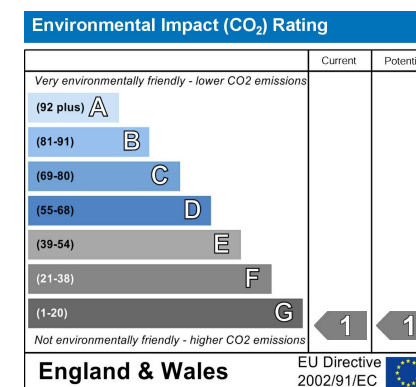 Environmental Impact (CO₂) Rating
Current
Very environmentally friendly - lower CO2 emissions
(92 plus) A
(81-91) B
(69-80) C
(55-68) D
(39-54) E
(21-38) F
(1-20) G
1
1
Not environmentally friendly - higher CO2 emissions
England & Wales
EU Directive
2002/91/EC